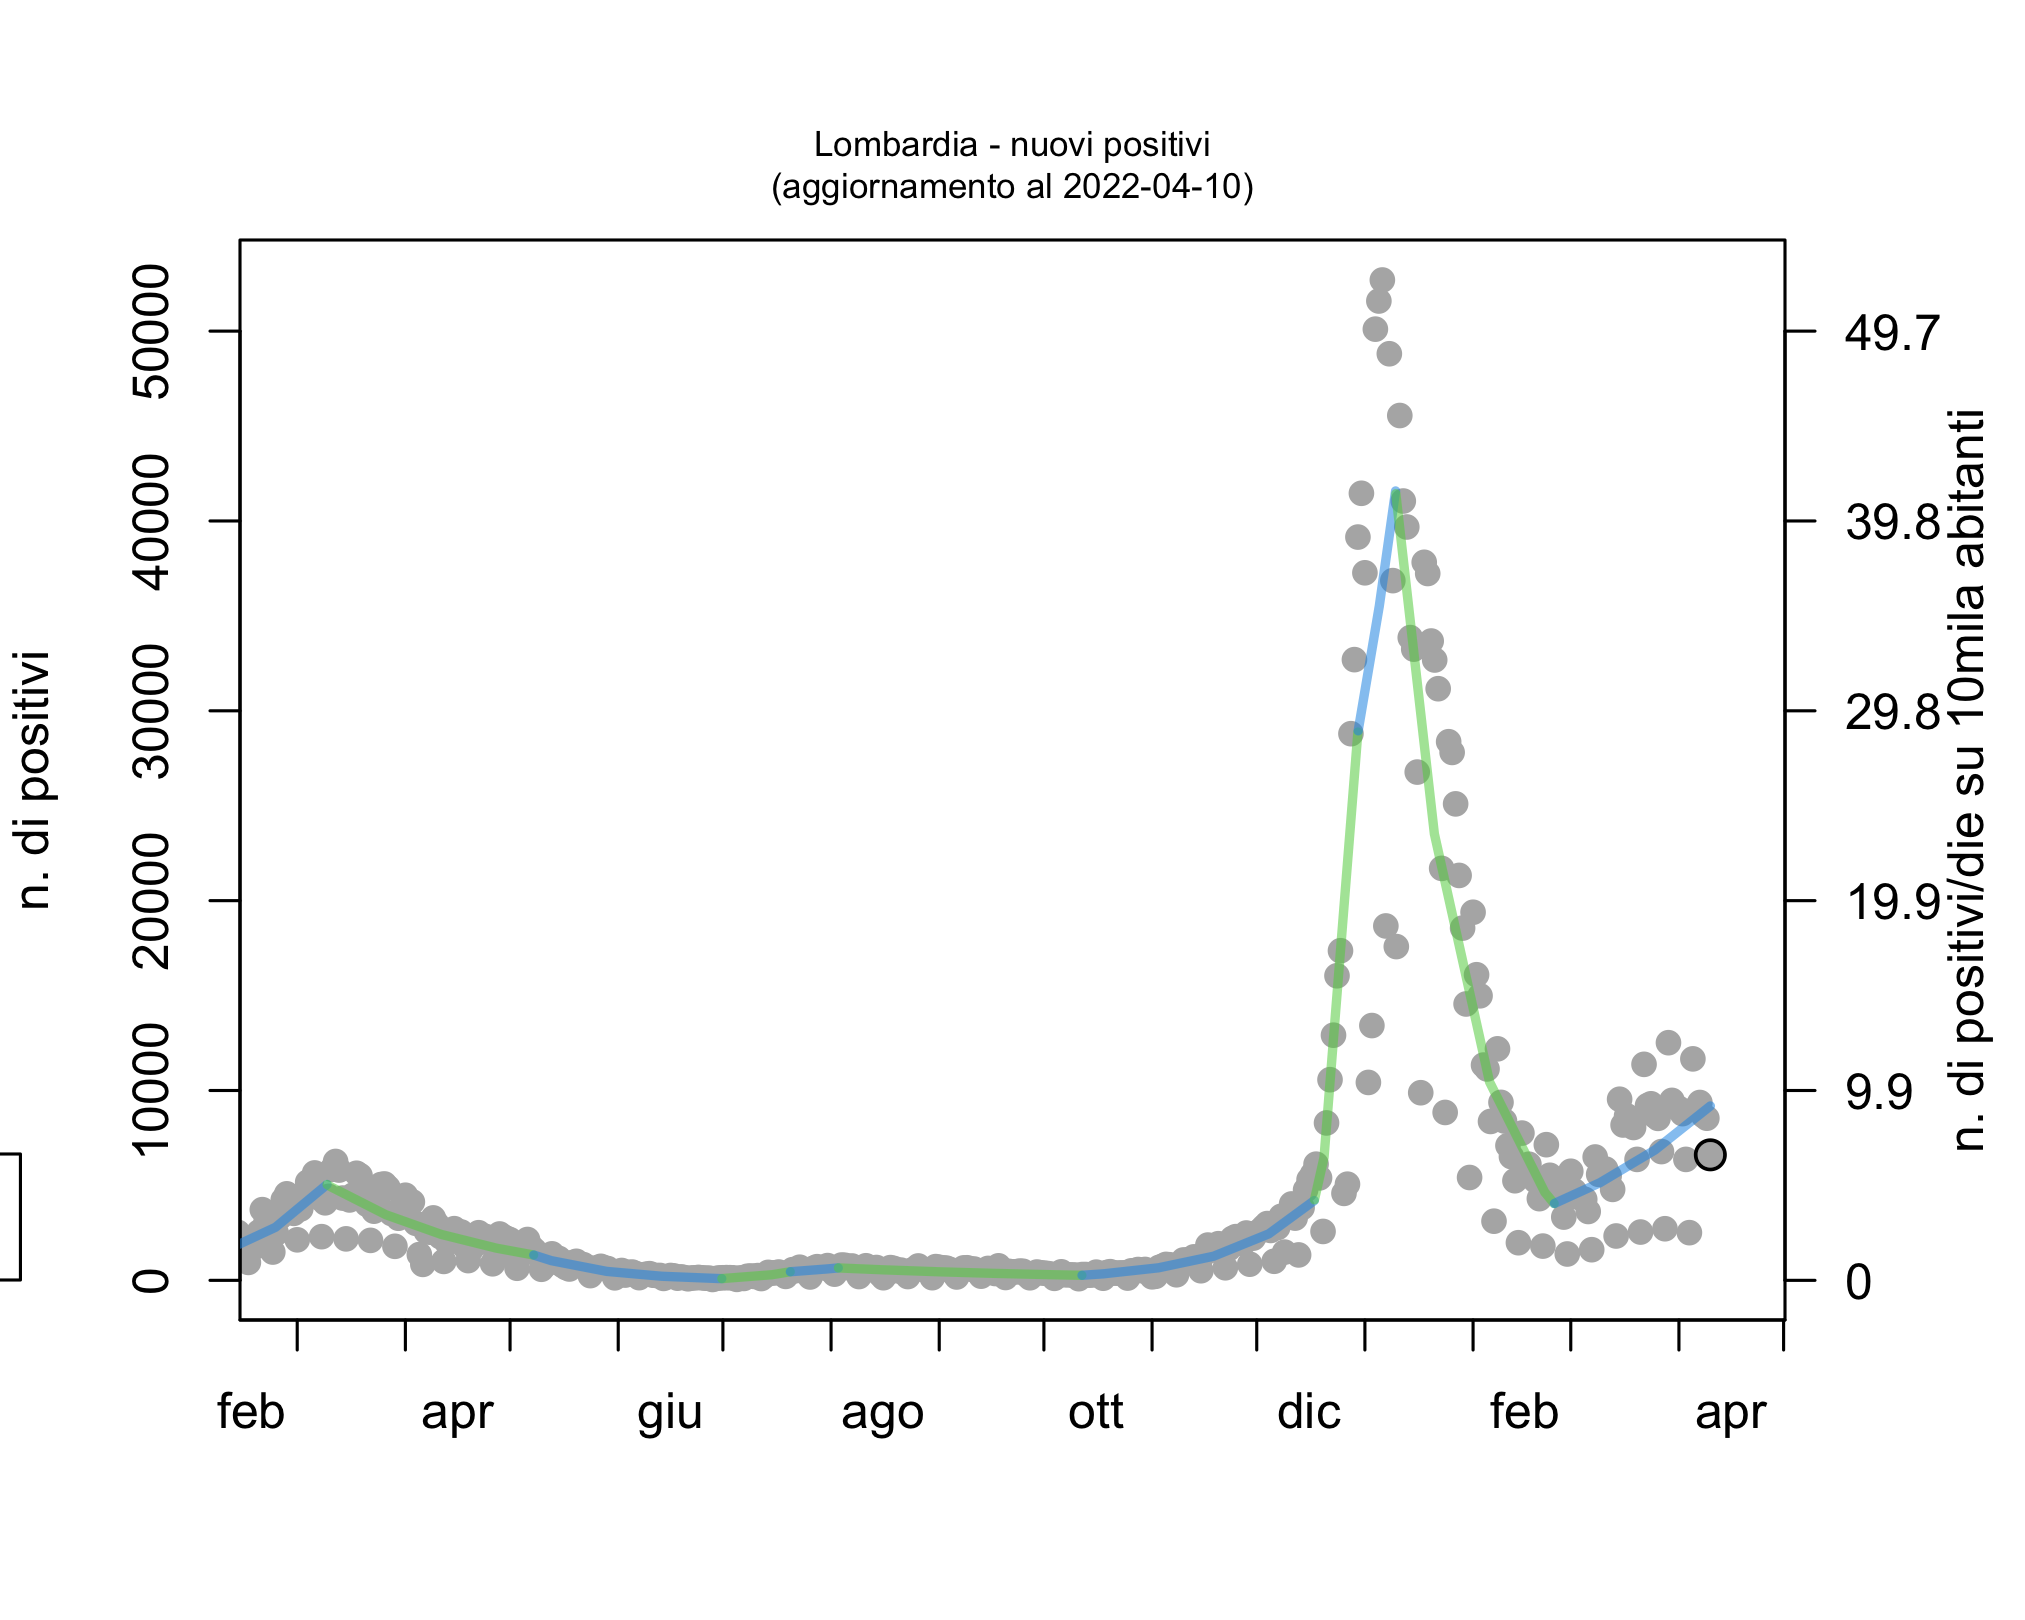 Lombardia - nuovi positivi
(aggiornamento al 2022-04-10)
n. di positivi
50000
40000
30000
20000
10000
0
49.7
39.8
29.8
19.9
9.9
0
n. di positivi/die su 10mila abitanti
feb apr giu ago ott dic feb apr